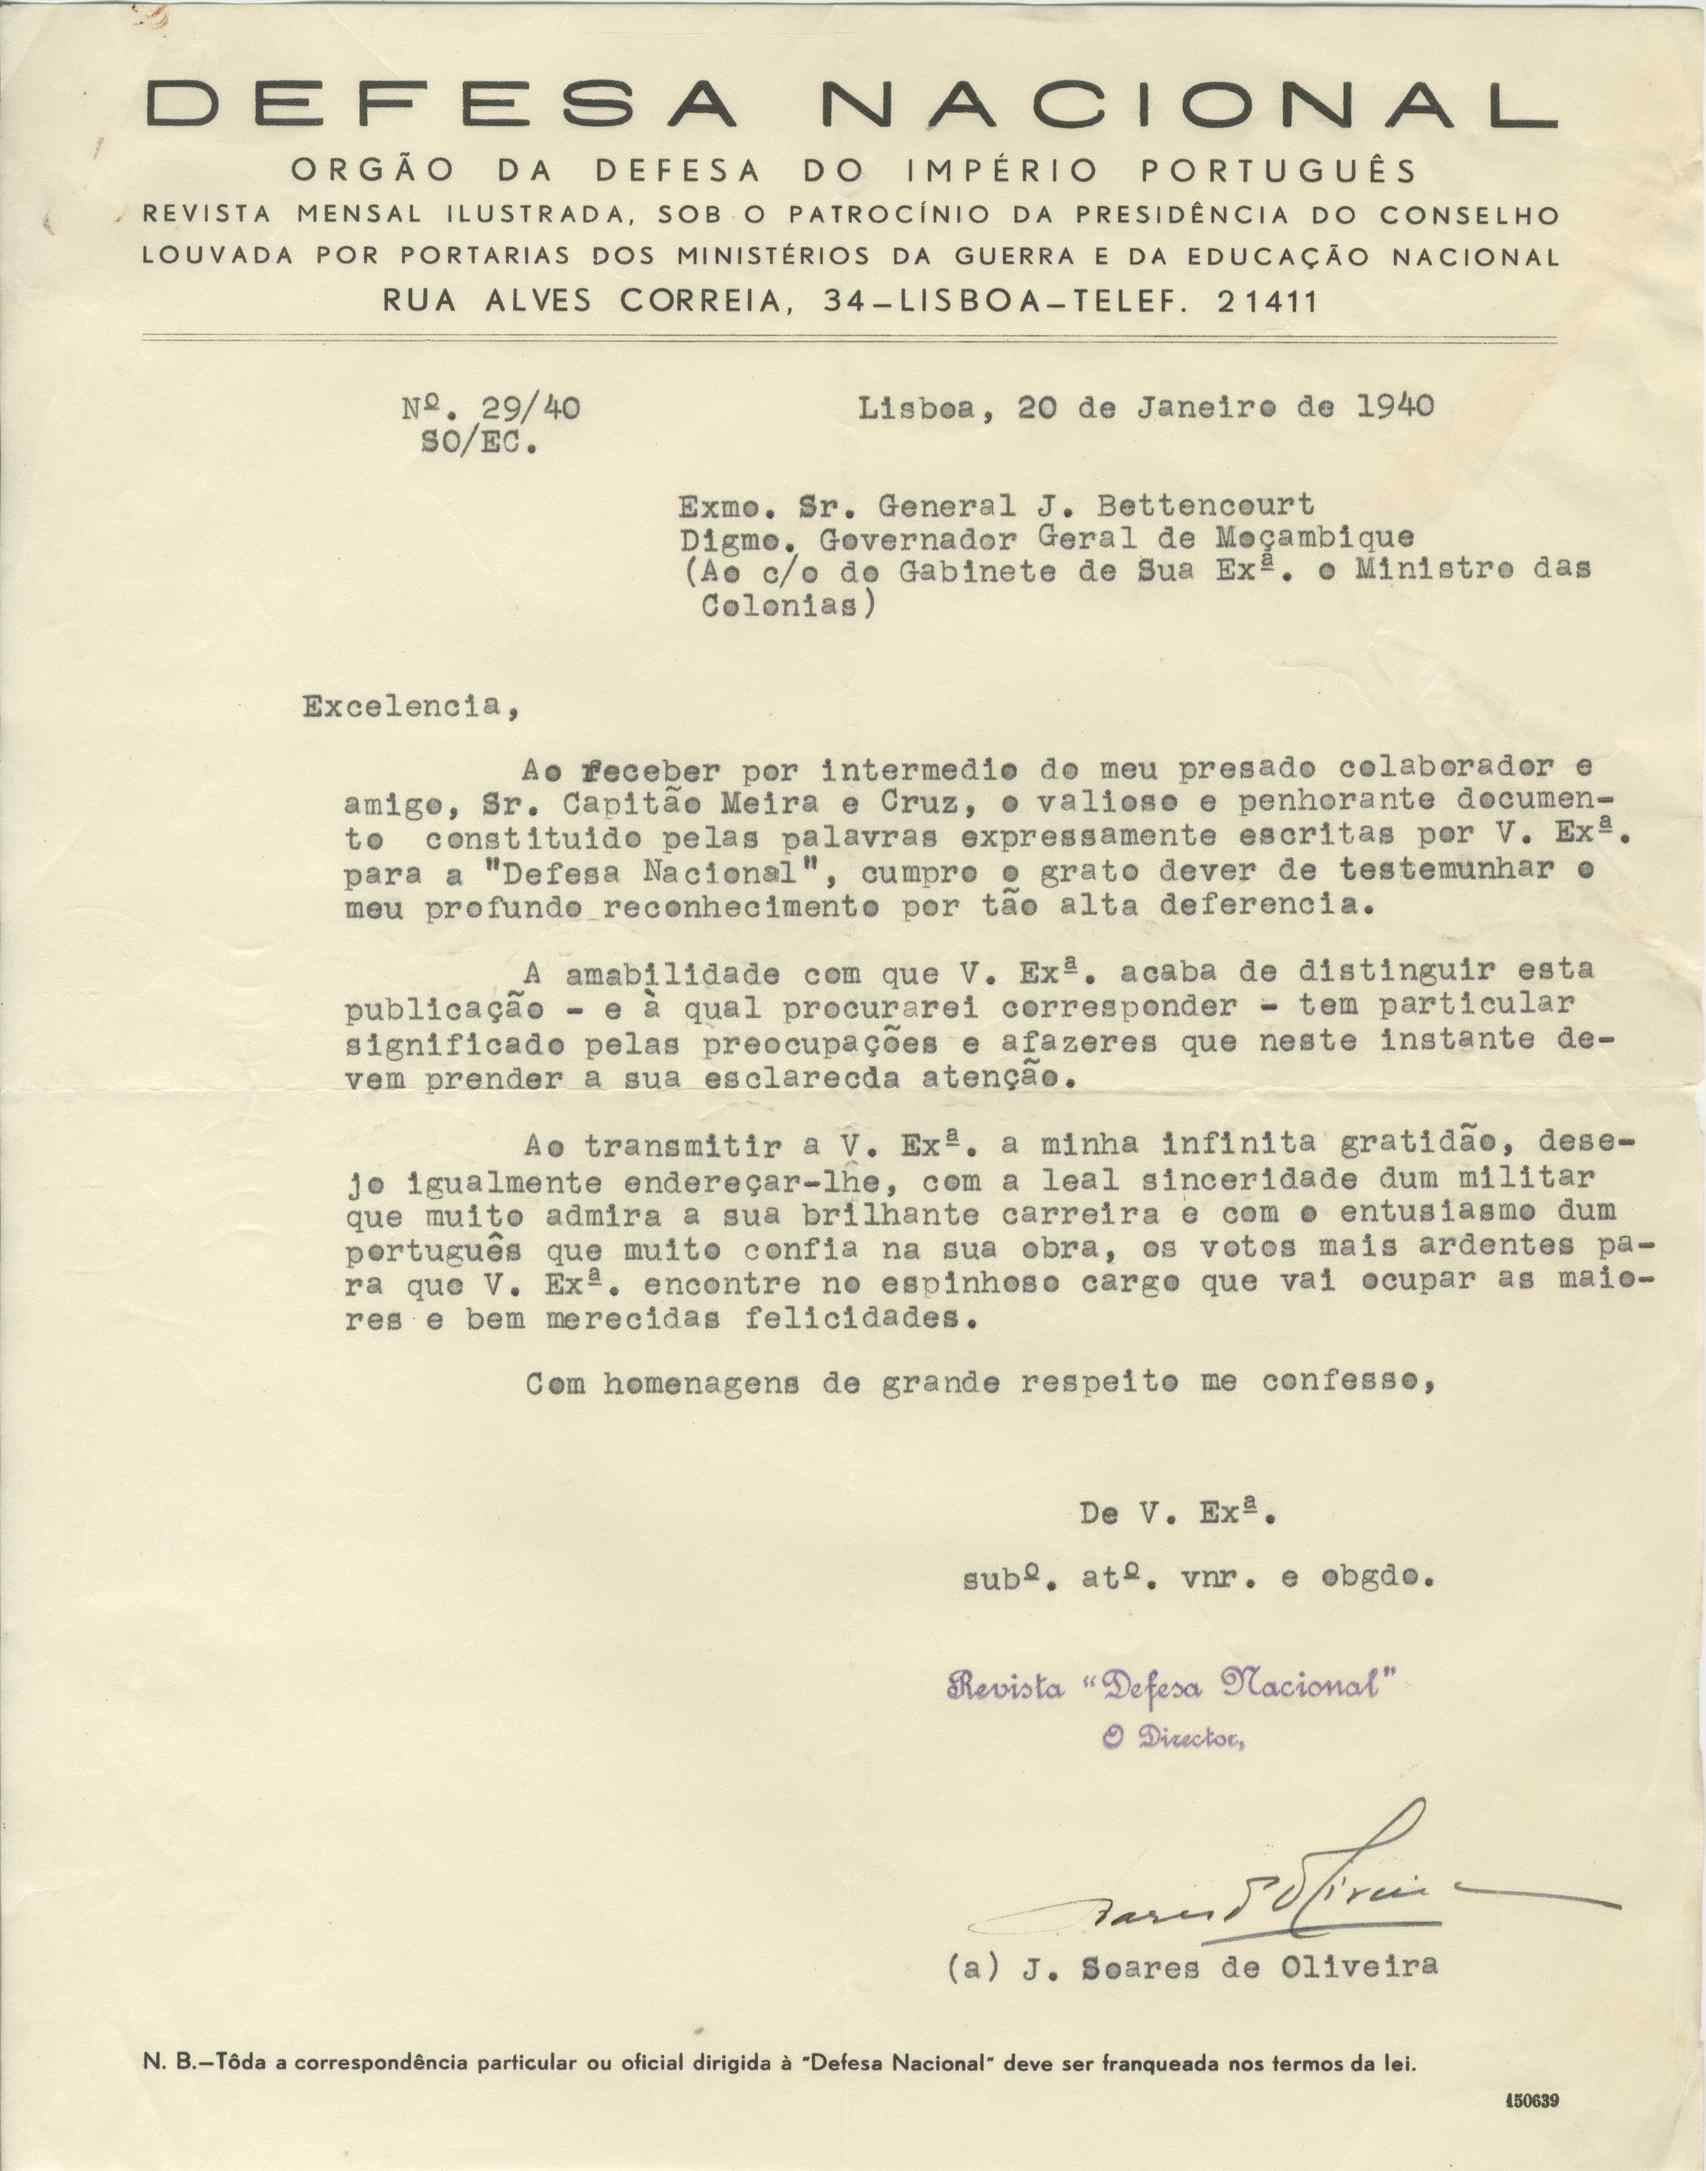 DEFESA NACIONAL
ORGÃO DA DEFESA DO IMPÉRIO PORTUGUÊS
REVISTA MENSAL ILUSTRADA, SOB O PATROCÍNIO DA PRESIDÊNCIA DO CONSELHO
LOUVADA POR PORTARIAS DOS MINISTÉRIOS DA GUERRA E DA EDUCAÇÃO NACIONAL
RUA ALVES CORREIA, 34–LISBOA–TELEF. 21411
Nº. 29/40
Lisboa, 20 de Janeiro de 1940
SO/EC.
Exmo. Sr. General J. Bettencourt
Digmo. Governador Geral de Moçambique
(Ao c/o do Gabinete de Sua Exª. o Ministro das
Colonias)
Excelencia,
Ao receber por intermedio do meu presado colaborador e
amigo, Sr. Capitão Meira e Cruz, o valioso e penhorante documen-
to constituido pelas palavras expressamente escritas por V. Exª.
para a "Defesa Nacional", cumpro o grato dever de testemunhar o
meu profundo reconhecimento por tão alta deferencia.
A amabilidade com que V. Exª. acaba de distinguir esta
publicação - e à qual procurarei corresponder - tem particular
significado pelas preocupações e afazeres que neste instante de-
vem prender a sua esclarecda atenção.
Ao transmitir a V. Exª. a minha infinita gratidão, dese-
jo igualmente endereçar-lhe, com a leal sinceridade dum militar
que muito admira a sua brilhante carreira e com o entusiasmo dum
português que muito confia na sua obra, os votos mais ardentes pa-
ra que V. Exª. encontre no espinhoso cargo que vai ocupar as maio-
res e bem merecidas felicidades.
Com homenagens de grande respeito me confesso,
De V. Exª.
subº. atº. vnr. e obgdo.
Revista "Defesa Nacional"
O Director,
Soares d'Oliveira
(a) J. Soares de Oliveira
N. B.—Tôda a correspondência particular ou oficial dirigida à "Defesa Nacional" deve ser franqueada nos termos da lei.
150639